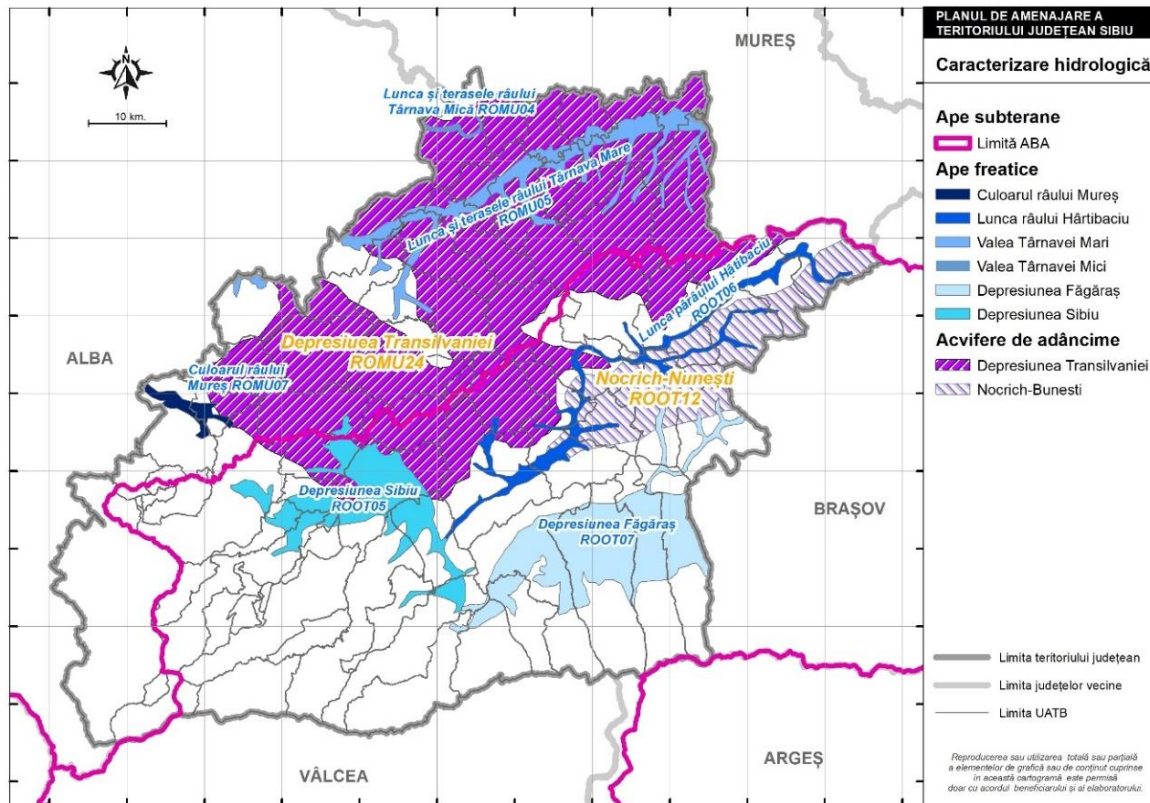 MUREȘ
N
10 km.
Lunca și terasele râului
Târnava Mică ROMU04
Lunca și terasele râului Târnava Mare
ROMU05
Lunca pârâului Hătibaciu
ROOT06
ALBA
Depresiuea Transilvaniei
ROMU24
Culoarul râului
Mureș ROMU07
Nocrich-Nunești
ROOT12
Depresiunea Sibiu
ROOT05
Depresiunea Făgăraș
ROOT07
BRAȘOV
VÂLCEA
ARGEȘ
PLANUL DE AMENAJARE A
TERITORIULUI JUDEȚEAN SIBIU
Caracterizare hidrologică
Ape subterane
Limită ABA
Ape freatice
Culoarul râului Mureș
Lunca râului Hârtibaciu
Valea Târnavei Mari
Valea Târnavei Mici
Depresiunea Făgăraș
Depresiunea Sibiu
Acvifere de adâncime
Depresiunea Transilvaniei
Nocrich-Bunesti
Limita teritoriului județean
Limita județelor vecine
Limita UATB
Reproducerea sau utilizarea totală sau parțială
a elementelor de grafică sau de conținut cuprinse
în această cartogramă este permisă
doar cu acordul beneficiarului și al elaboratorului.